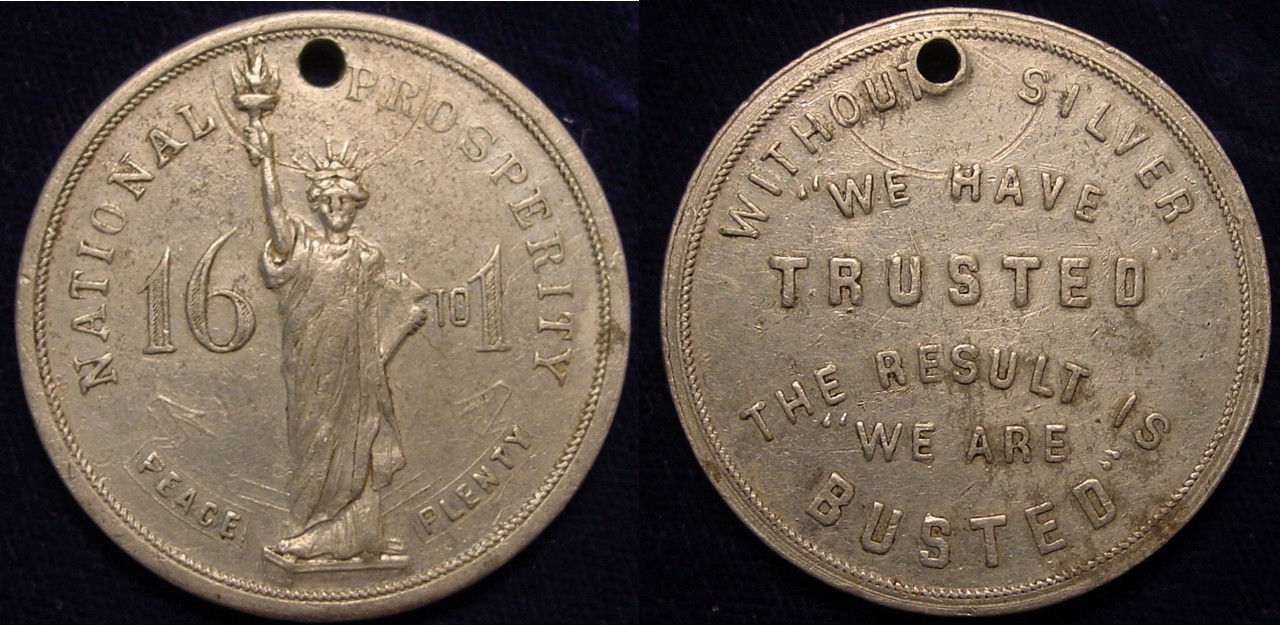 NATIONAL PROSPERITY
16 TO 1
PEACE PLENTY
WITHOUT SILVER
"WE HAVE
TRUSTED"
THE RESULT IS
"WE ARE
BUSTED"